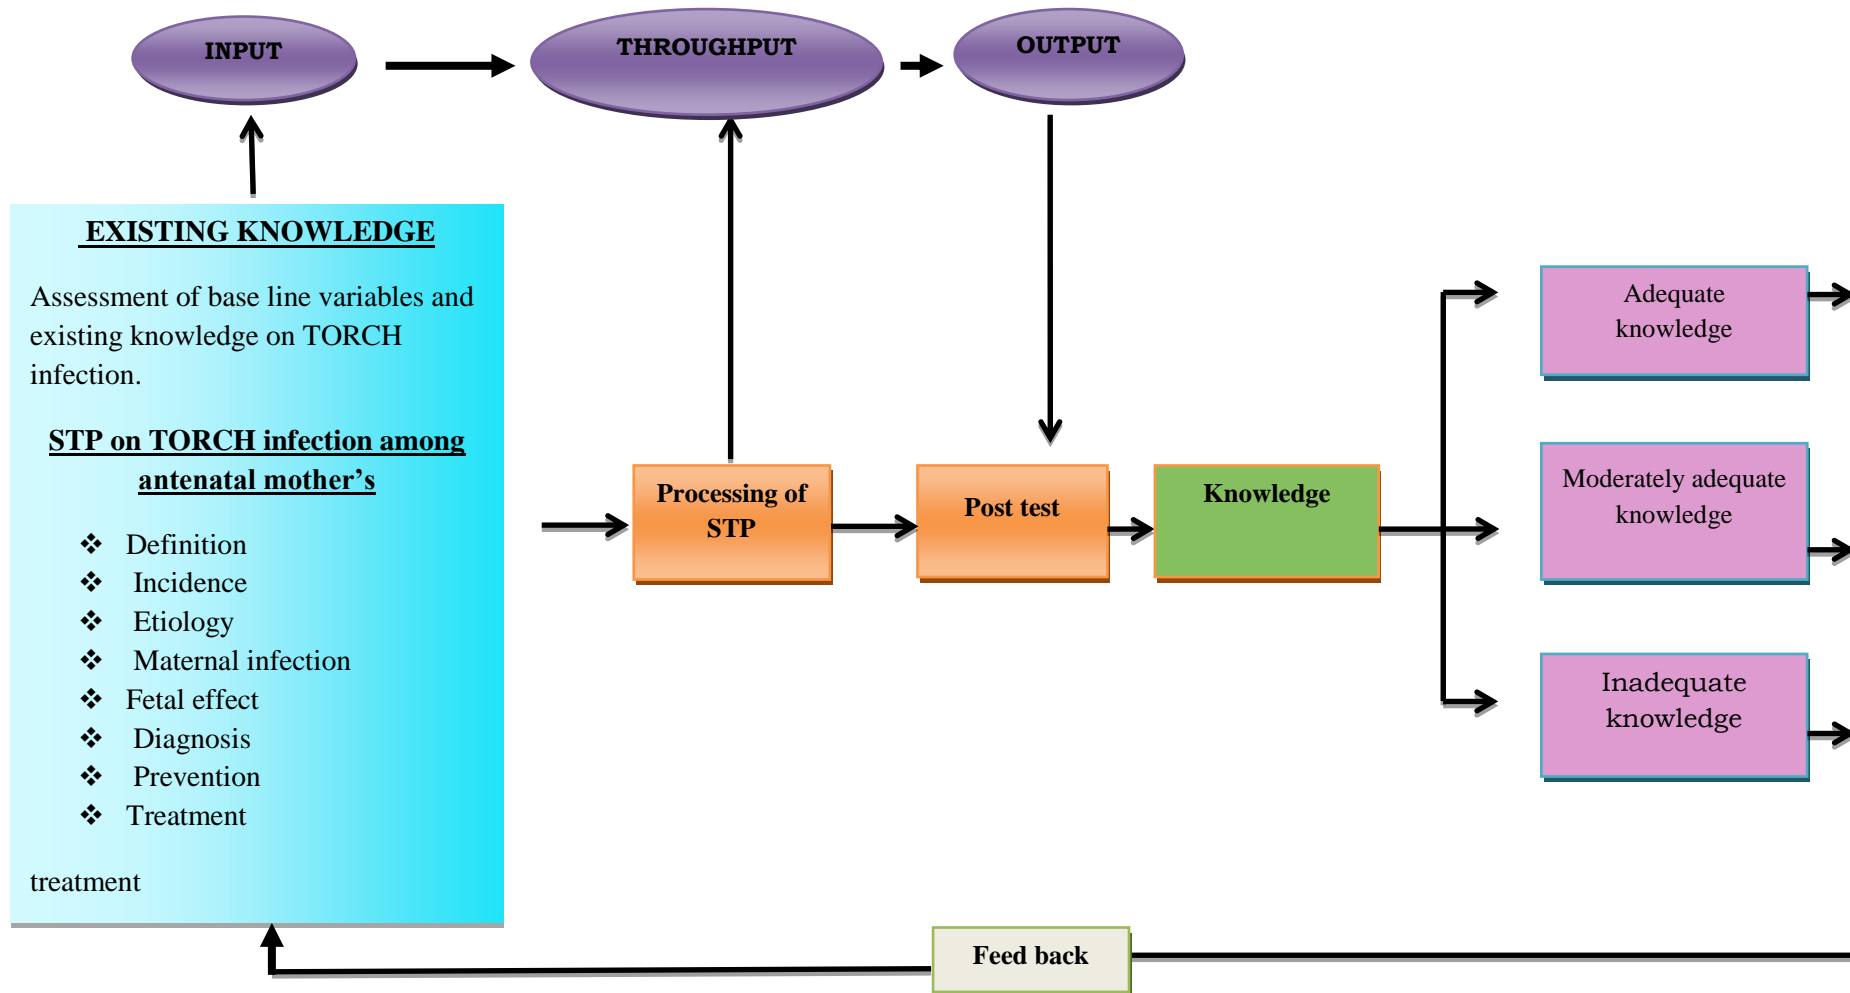 INPUT
THROUGHPUT
OUTPUT
EXISTING KNOWLEDGE
Assessment of base line variables and
existing knowledge on TORCH
infection.
STP on TORCH infection among
antenatal mother’s
❖ Definition
❖ Incidence
❖ Etiology
❖ Maternal infection
❖ Fetal effect
❖ Diagnosis
❖ Prevention
❖ Treatment
treatment
Processing of
STP
Post test
Knowledge
Adequate
knowledge
Moderately adequate
knowledge
Inadequate
knowledge
Feed back